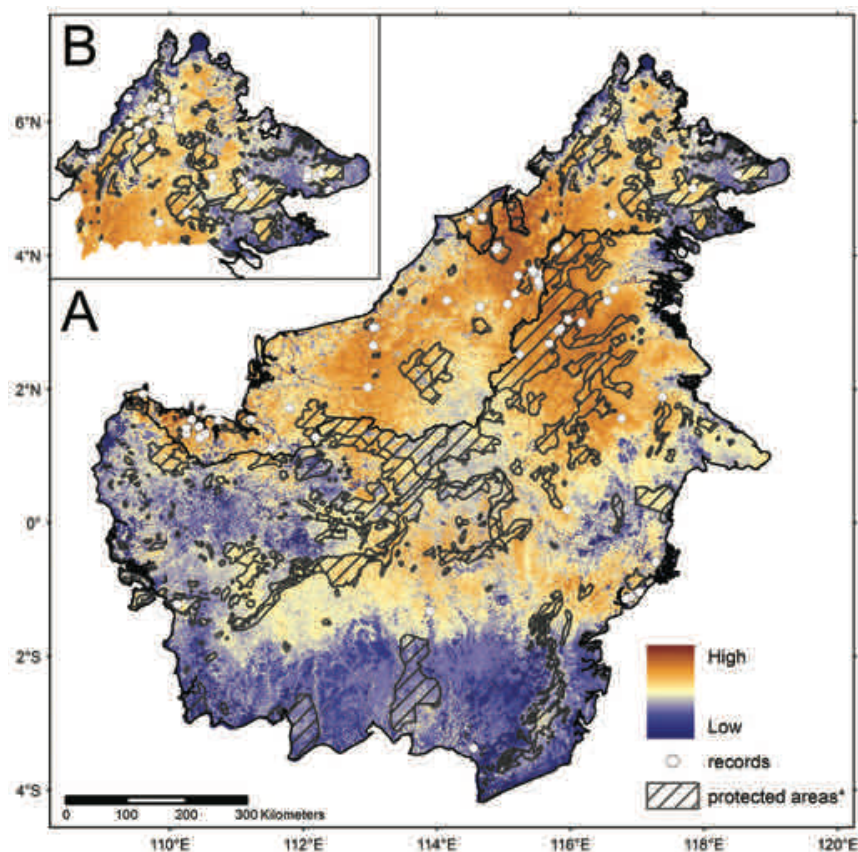 B
6°N
4°N
A
2°N
0°
2°S
High
Low
records
protected areas*
4°S
0 100 200 300 Kilometers
110°E 112°E 114°E 116°E 118°E 120°E